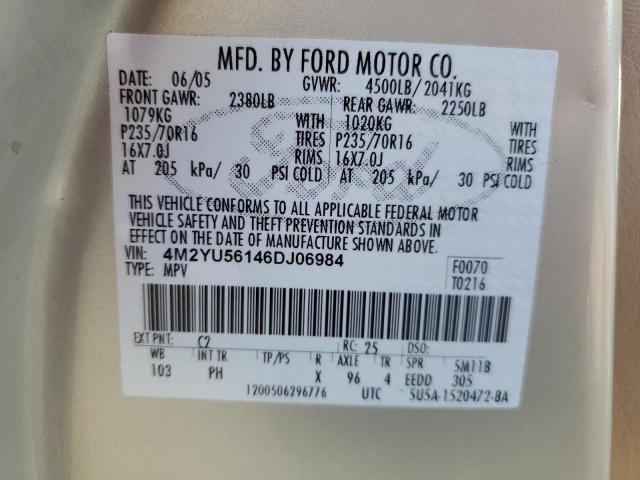 MFD. BY FORD MOTOR CO.
DATE: 06/05 GVWR: 4500LB/ 2041KG
FRONT GAWR: 2380LB REAR GAWR: 2250LB
1079KG WITH 1020KG WITH
P235/70R16 TIRES P235/70R16 TIRES
16X7.0J RIMS 16X7.0J RIMS
AT 205 kPa/ 30 PSI COLD AT 205 kPa/ 30 PSI COLD
THIS VEHICLE CONFORMS TO ALL APPLICABLE FEDERAL MOTOR
VEHICLE SAFETY AND THEFT PREVENTION STANDARDS IN
EFFECT ON THE DATE OF MANUFACTURE SHOWN ABOVE.
VIN: 4M2YU56146DJ06984 F0070
TYPE: MPV T0216
EXT PNT: C2 RC: 25 DSO:
WB INT TR TP/PS R AXLE TR SPR 5M11B
103 PH X 96 4 EEDD 305
1200506296776 UTC 5U5A-1520472-BA
Ford